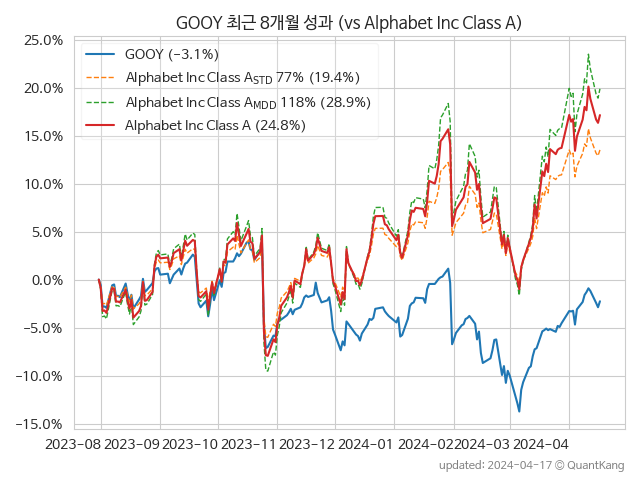 GOOY 최근 8개월 성과 (vs Alphabet Inc Class A)
25.0%
20.0%
15.0%
10.0%
5.0%
0.0%
−5.0%
−10.0%
−15.0%
GOOY (−3.1%)
Alphabet Inc Class A STD 77% (19.4%)
Alphabet Inc Class A MDD 118% (28.9%)
Alphabet Inc Class A (24.8%)
2023-08 2023-09 2023-10 2023-11 2023-12 2024-01 2024-02 2024-03 2024-04
updated: 2024-04-17 © QuantKang